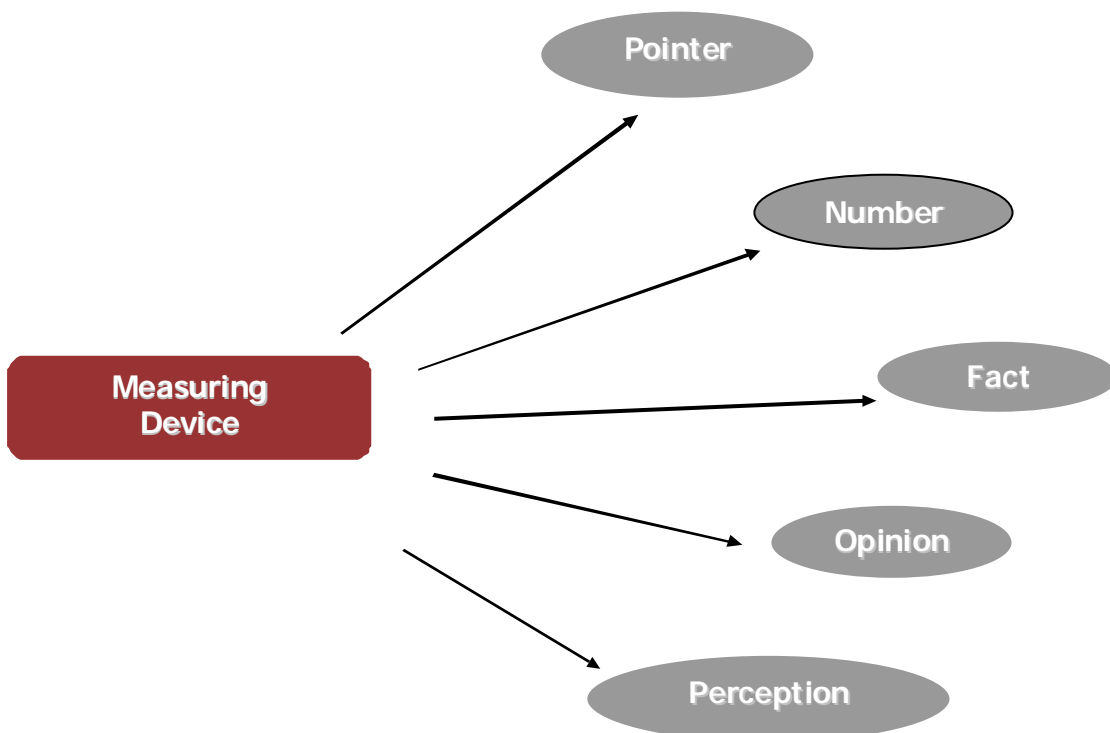 Pointer
Number
Fact
Measuring
Device
Opinion
Perception